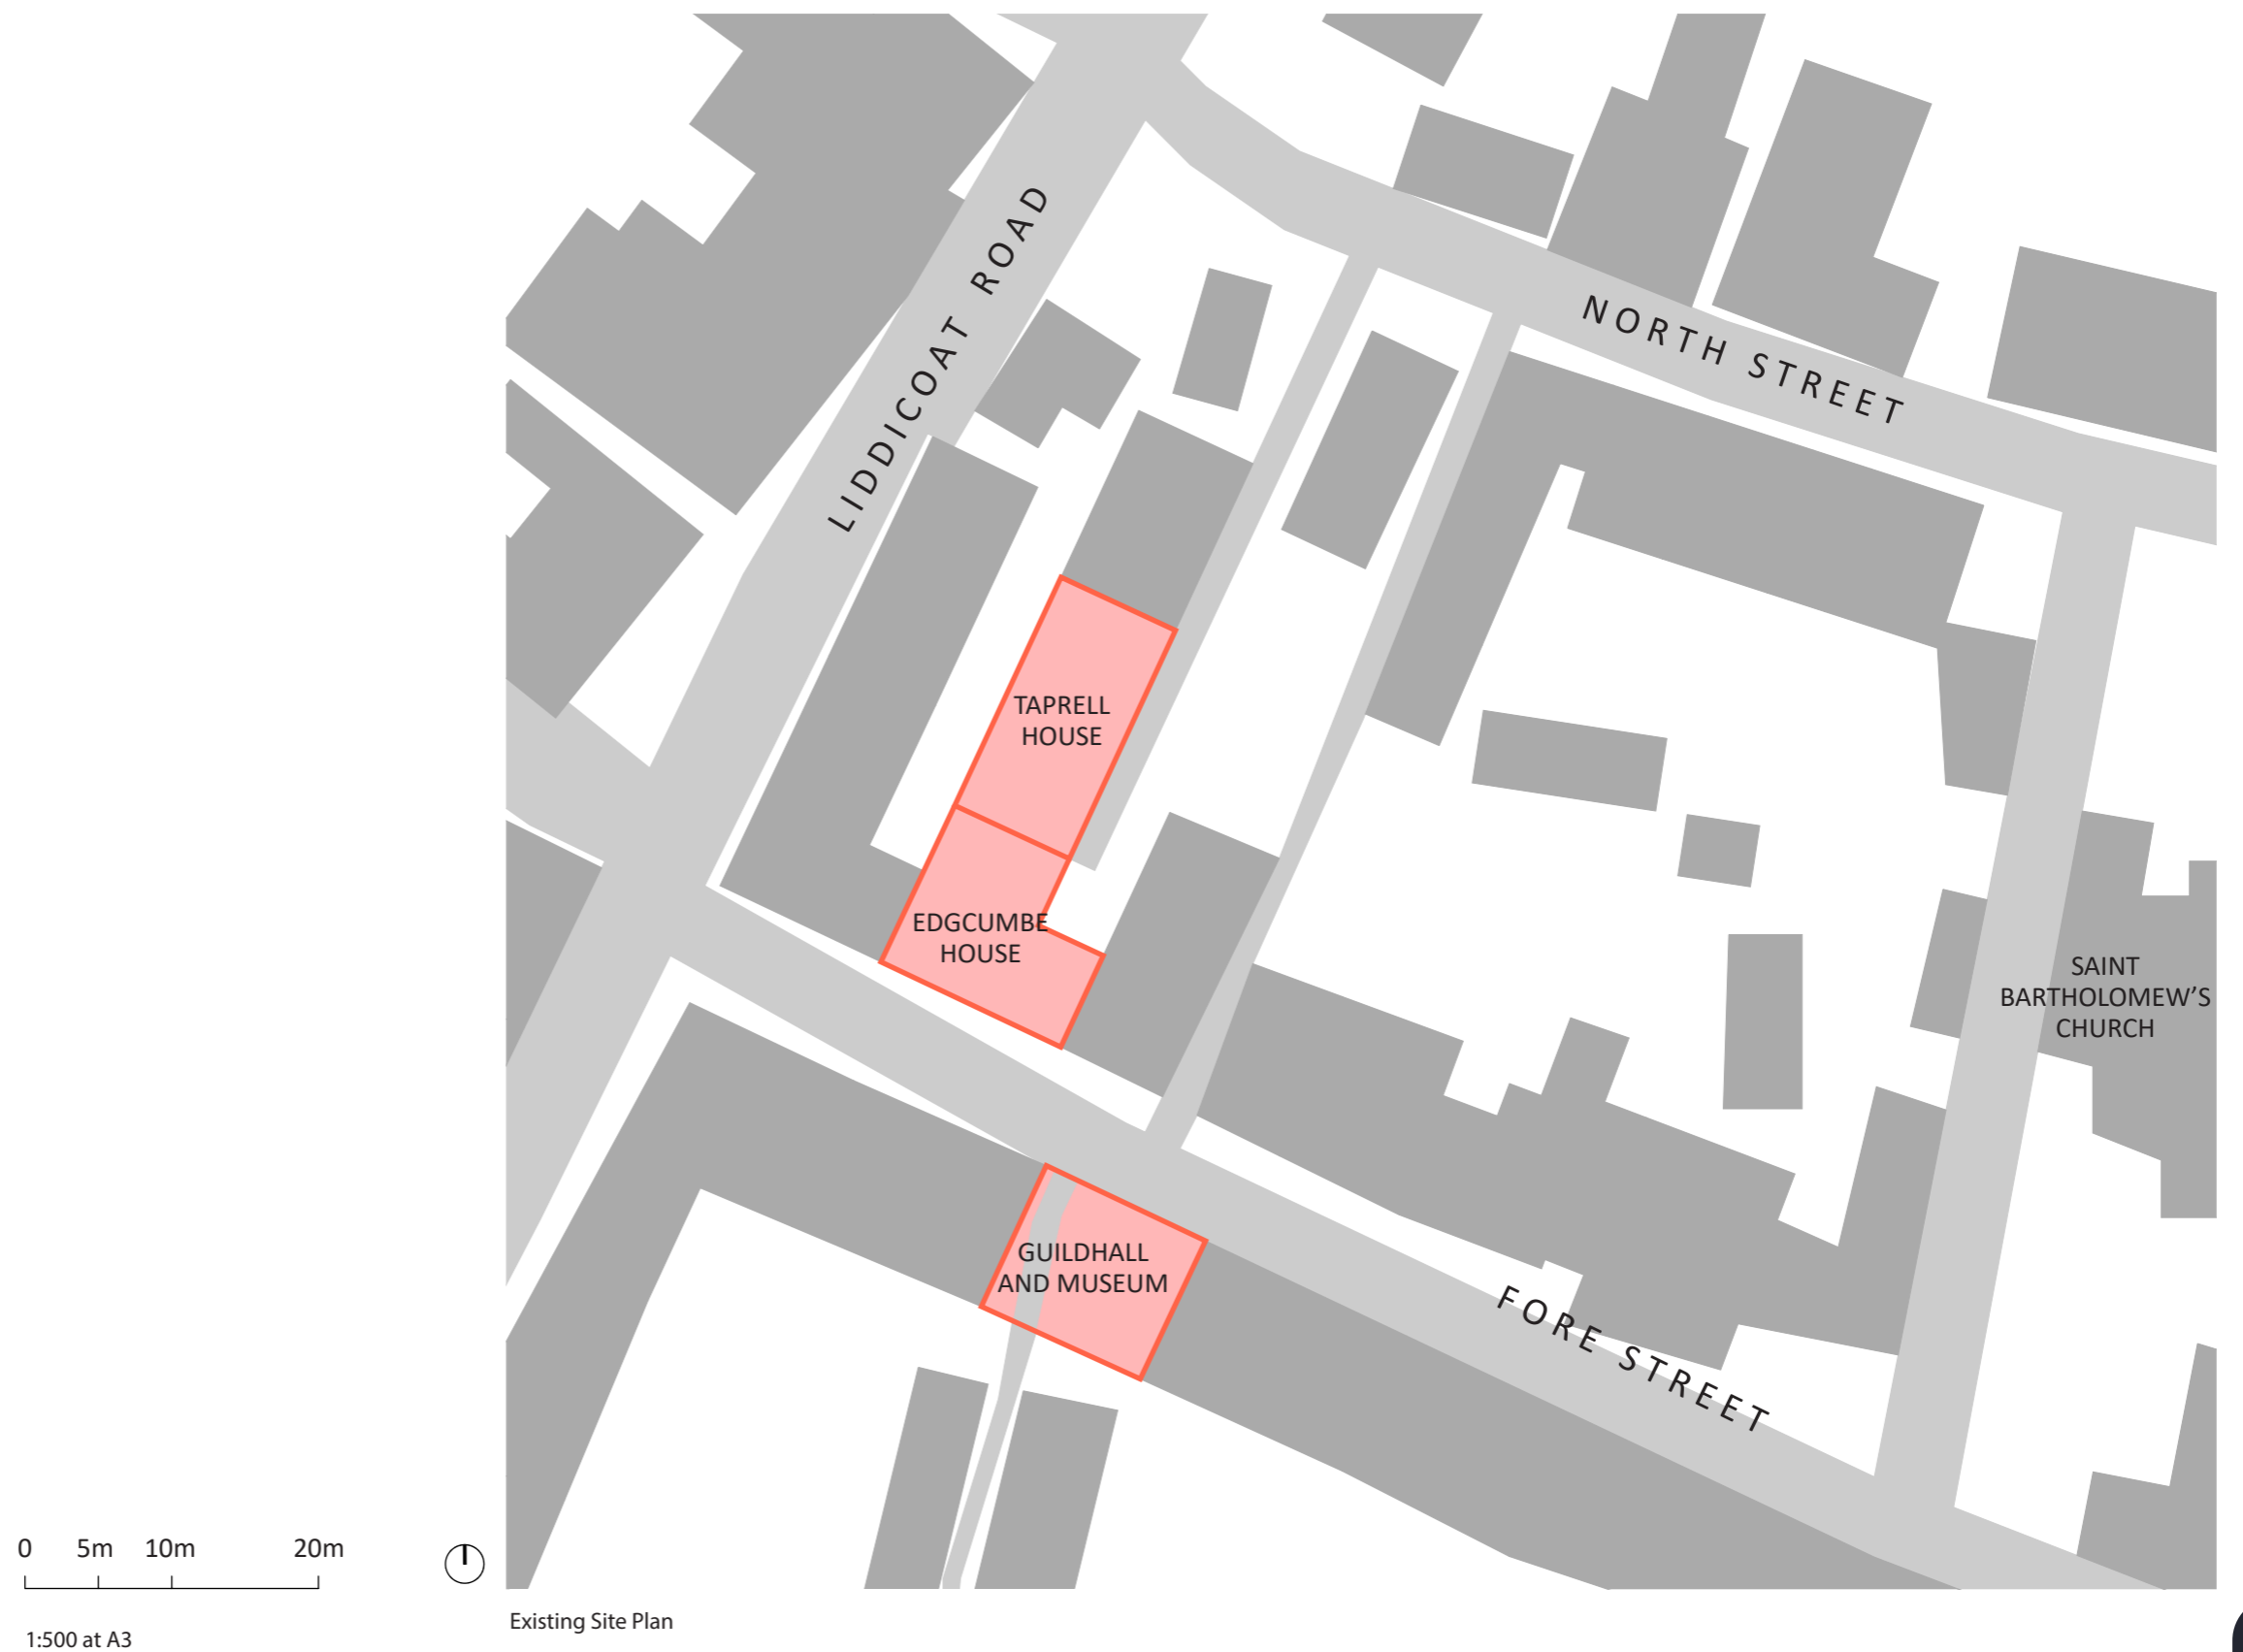 LIDDICOAT ROAD
NORTH STREET
TAPRELL
HOUSE
EDGCUMBE
HOUSE
SAINT
BARTHOLOMEW’S
CHURCH
GUILDHALL
AND MUSEUM
FORE STREET
0 5m 10m 20m
1:500 at A3
Existing Site Plan